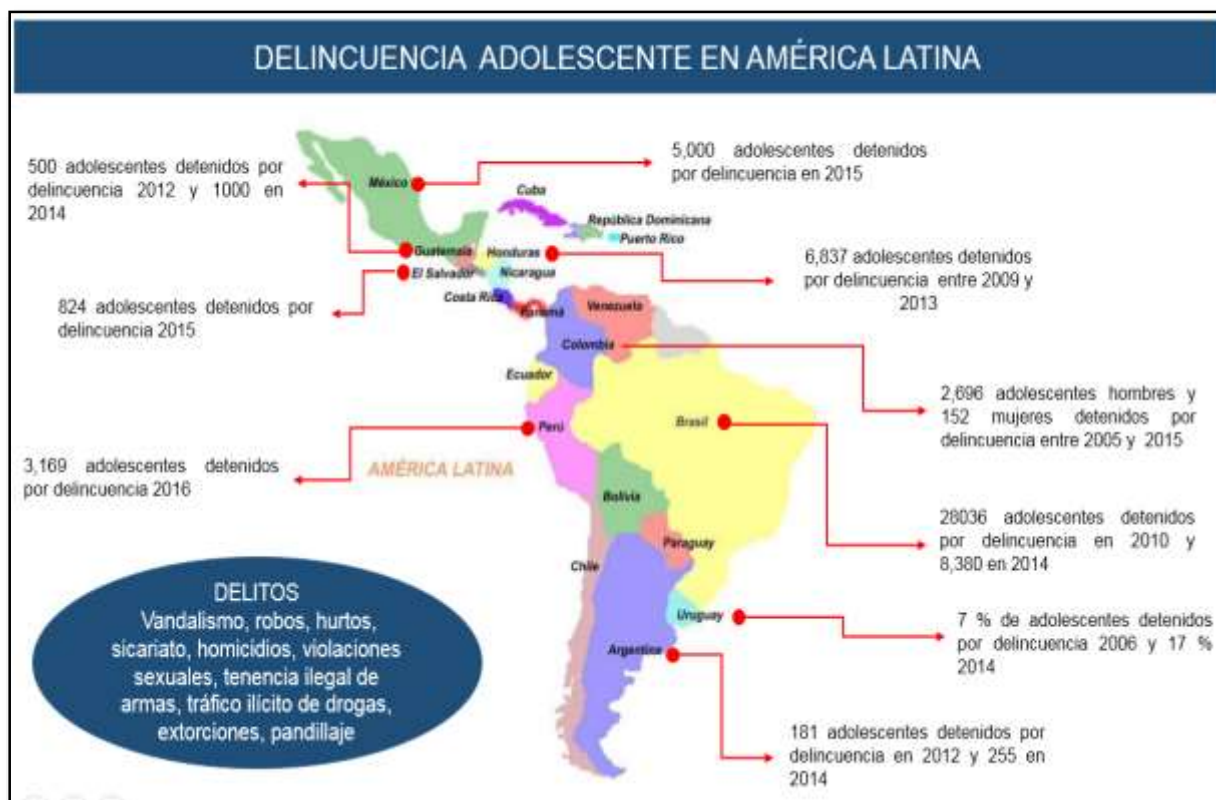 DELINCUENCIA ADOLESCENTE EN AMÉRICA LATINA
500 adolescentes detenidos por
delincuencia 2012 y 1000 en
2014
5,000 adolescentes detenidos
por delincuencia en 2015
México
Cuba
República Dominicana
Puerto Rico
Guatemala
Honduras
El Salvador
Nicaragua
6,837 adolescentes detenidos
por delincuencia entre 2009 y
2013
824 adolescentes detenidos por
delincuencia 2015
Costa Rica
Panamá
Venezuela
Colombia
Ecuador
2,696 adolescentes hombres y
152 mujeres detenidos por
delincuencia entre 2005 y 2015
Brasil
Perú
3,169 adolescentes detenidos
por delincuencia 2016
AMÉRICA LATINA
Bolivia
28036 adolescentes detenidos
por delincuencia en 2010 y
8,380 en 2014
Paraguay
Chile
DELITOS
Vandalismo, robos, hurtos,
sicariato, homicidios, violaciones
sexuales, tenencia ilegal de
armas, tráfico ilícito de drogas,
extorciones, pandillaje
Uruguay
7 % de adolescentes detenidos
por delincuencia 2006 y 17 %
2014
Argentina
181 adolescentes detenidos por
delincuencia en 2012 y 255 en
2014